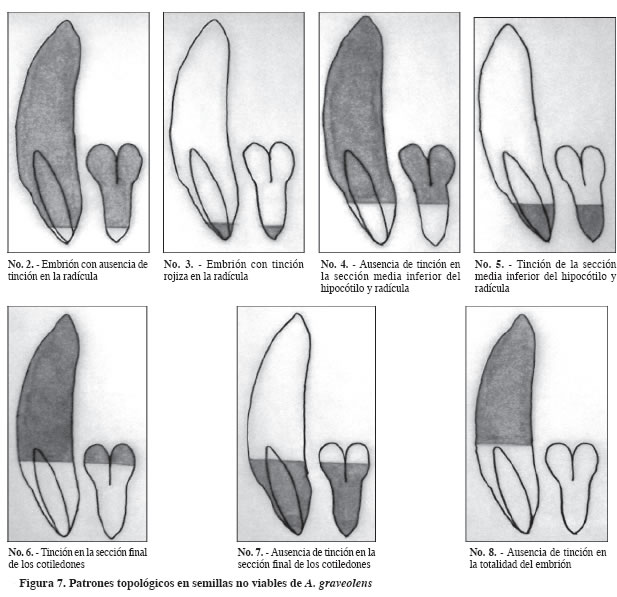 No. 2. - Embrión con ausencia de
tinción en la radícula
No. 3. - Embrión con tinción
rojiza en la radícula
No. 4. - Ausencia de tinción en
la sección media inferior del
hipocótilo y radícula
No. 5. - Tinción de la sección
media inferior del hipocótilo y
radícula
No. 6. - Tinción en la sección final
de los cotiledones
No. 7. - Ausencia de tinción en la
sección final de los cotiledones
No. 8. - Ausencia de tinción en
la totalidad del embrión
Figura 7. Patrones topológicos en semillas no viables de A. graveolens